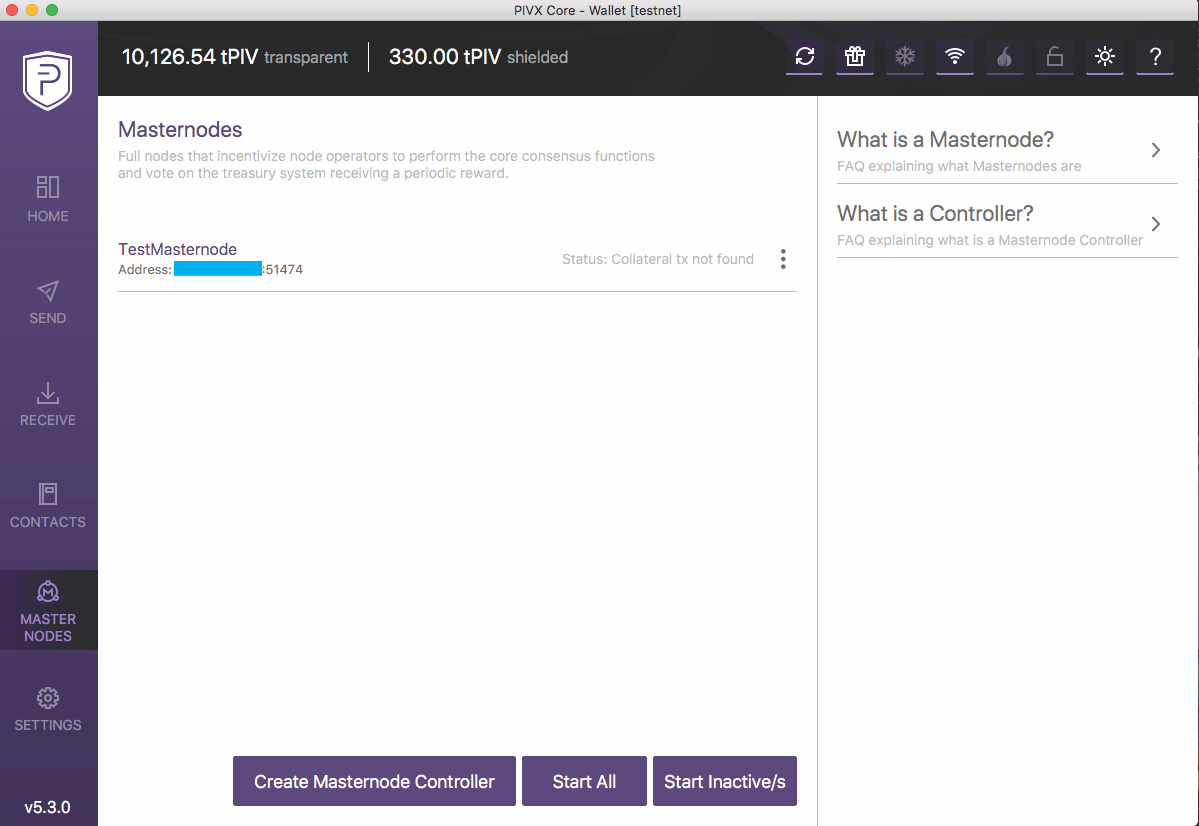 PIVX Core - Wallet [testnet]
10,126.54 tPIV transparent
330.00 tPIV shielded
?
P
HOME
SEND
RECEIVE
CONTACTS
M
MASTER
NODES
SETTINGS
v5.3.0
Masternodes
Full nodes that incentivize node operators to perform the core consensus functions
and vote on the treasury system receiving a periodic reward.
TestMasternode
Address: :51474
Status: Collateral tx not found
Create Masternode Controller
Start All
Start Inactive/s
What is a Masternode?
FAQ explaining what Masternodes are
What is a Controller?
FAQ explaining what is a Masternode Controller